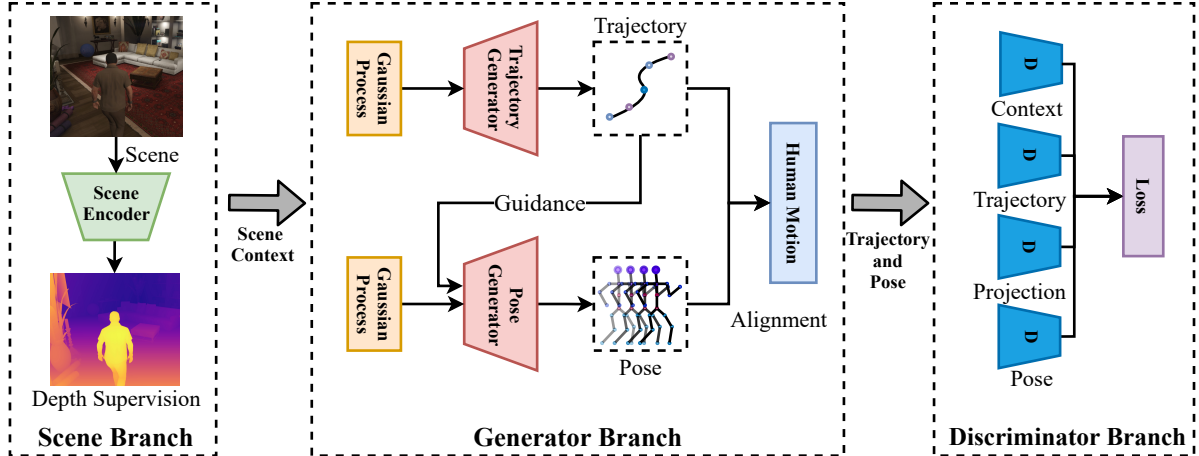 Scene
Scene
Encoder
Depth Supervision
Scene Branch
Scene
Context
Gaussian
Process
Trajectory
Generator
Trajectory
Guidance
Gaussian
Process
Pose
Generator
Pose
Human Motion
Alignment
Generator Branch
Trajectory
and
Pose
D
Context
D
Trajectory
D
Projection
D
Pose
Loss
Discriminator Branch